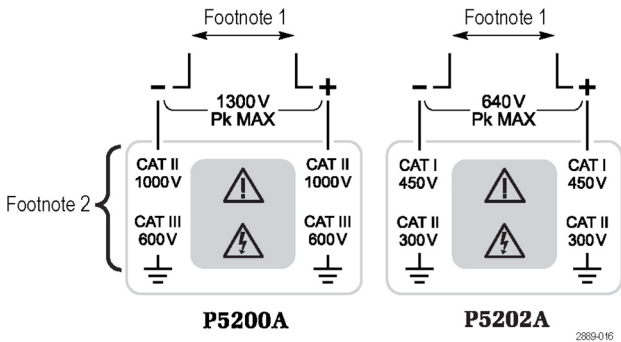 Footnote 1
Footnote 1
1300 V
Pk MAX
640 V
Pk MAX
Footnote 2
CAT II
1000 V
CAT II
1000 V
CAT III
600 V
CAT III
600 V
CAT I
450 V
CAT I
450 V
CAT II
300 V
CAT II
300 V
P5200A
P5202A
2889-016